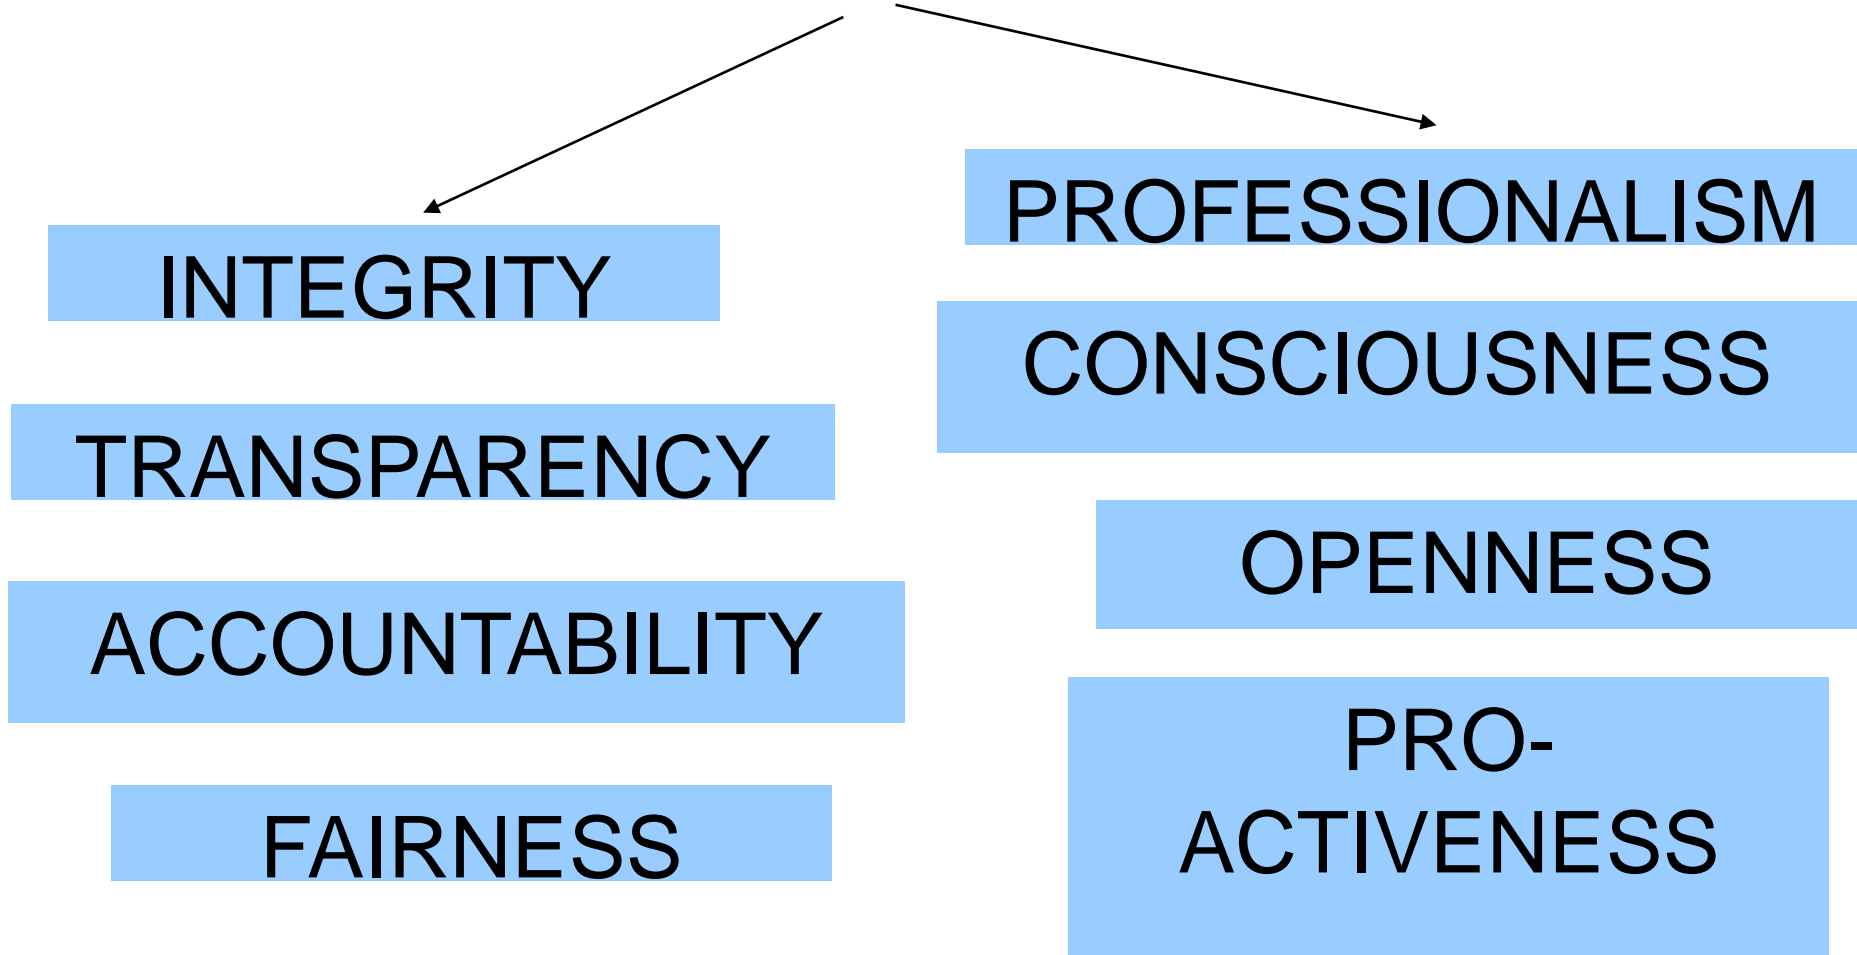 INTEGRITY
TRANSPARENCY
ACCOUNTABILITY
FAIRNESS
PROFESSIONALISM
CONSCIOUSNESS
OPENNESS
PRO-
ACTIVENESS